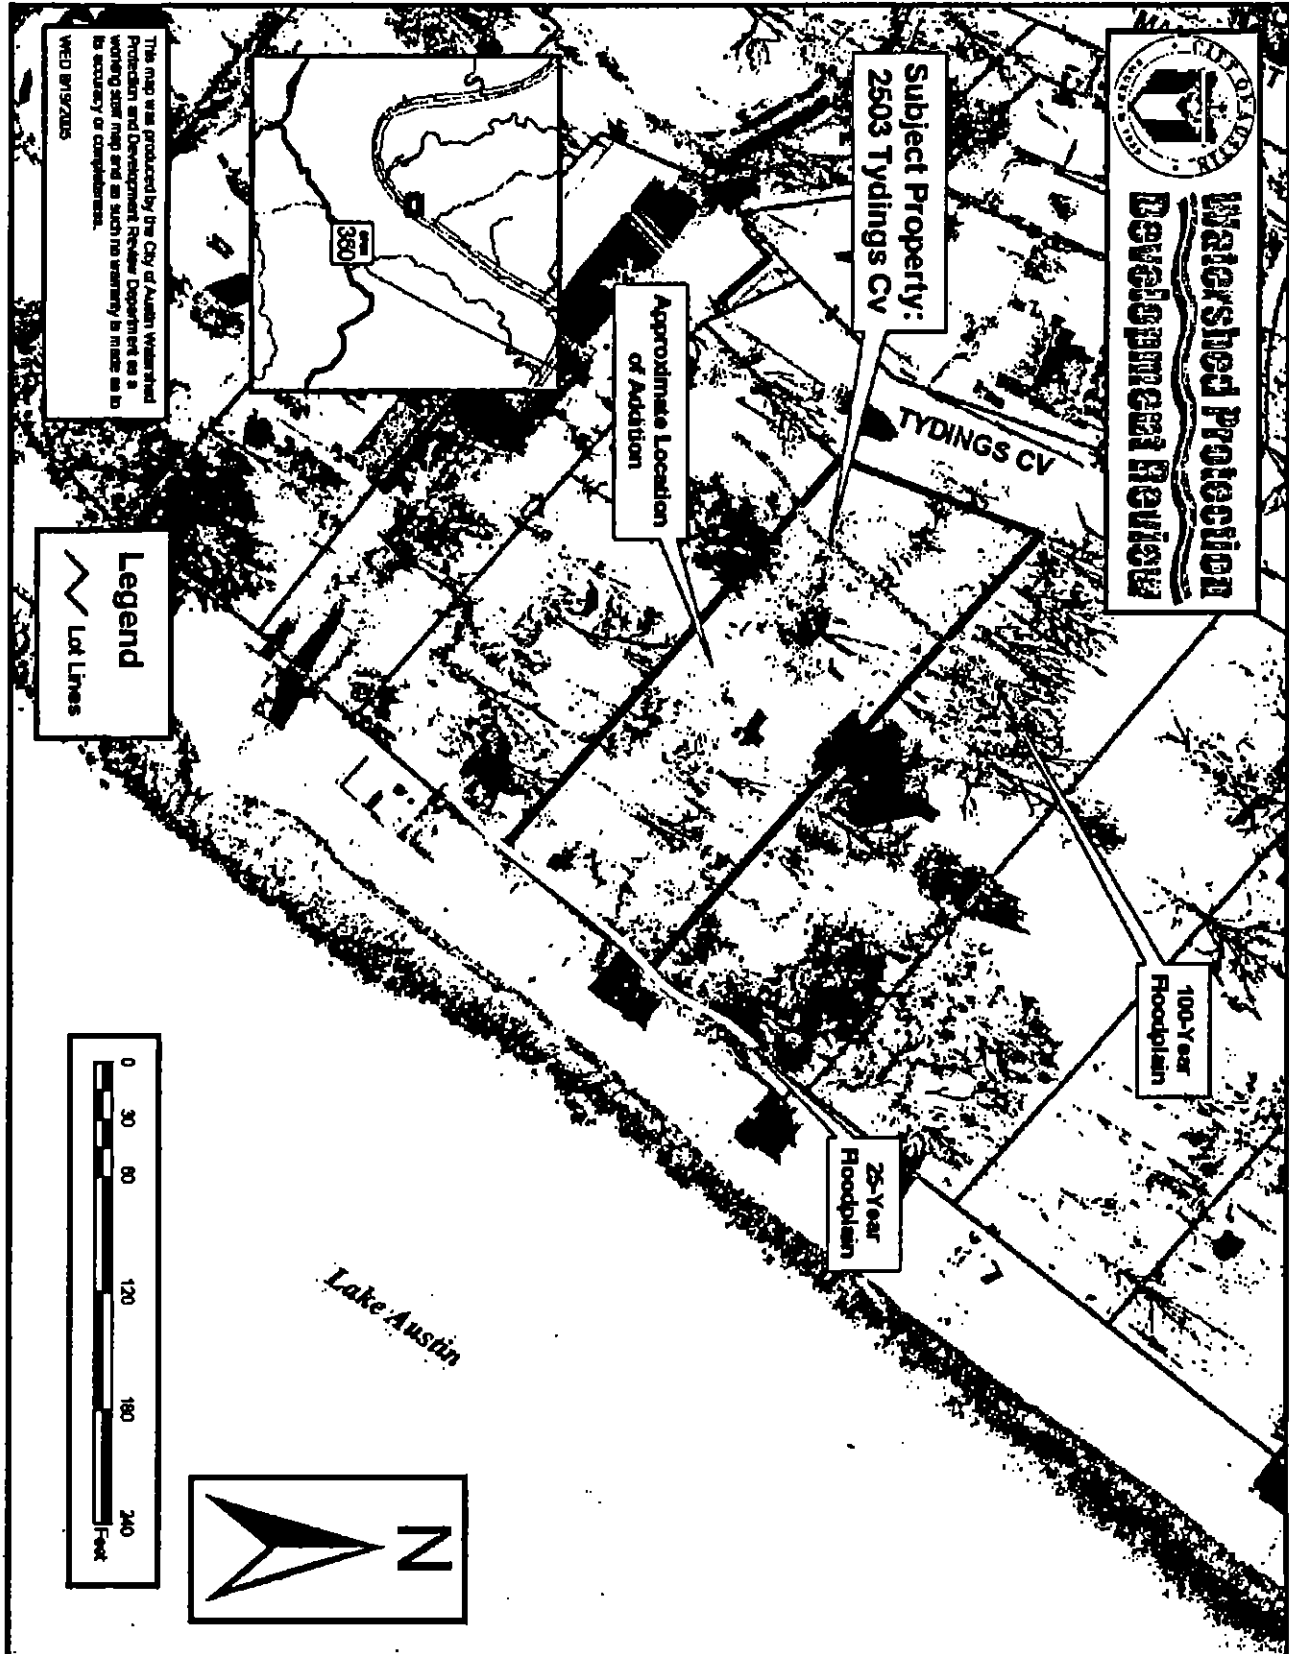 CITY OF AUSTIN
Watershed Protection
Development Review
Subject Property:
2503 Tydings Cv
TYDINGS CV
Approximate Location
of Addition
100-Year
Floodplain
25-Year
Floodplain
360
This map was produced by the City of Austin Watershed
Protection and Development Review Department as a
working staff map and as such no warranty is made as to
its accuracy or completeness.
Legend
Lot Lines
Lake Austin
0 30 60 120 180 240
Feet
N